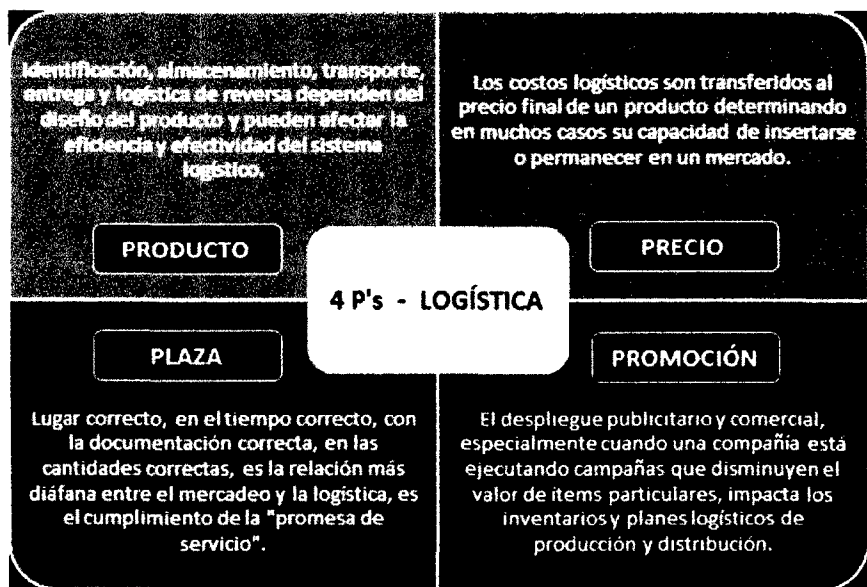 Identificación, almacenamiento, transporte,
entrega y logística de reversa dependen del
diseño del producto y pueden afectar la
eficiencia y efectividad del sistema
logístico.
PRODUCTO
Los costos logísticos son transferidos al
precio final de un producto determinando
en muchos casos su capacidad de insertarse
o permanecer en un mercado.
PRECIO
4 P's - LOGÍSTICA
PLAZA
Lugar correcto, en el tiempo correcto, con
la documentación correcta, en las
cantidades correctas, es la relación más
diáfana entre el mercadeo y la logística, es
el cumplimiento de la "promesa de
servicio".
PROMOCIÓN
El despliegue publicitario y comercial,
especialmente cuando una compañía está
ejecutando campañas que disminuyen el
valor de ítems particulares, impacta los
inventarios y planes logísticos de
producción y distribución.